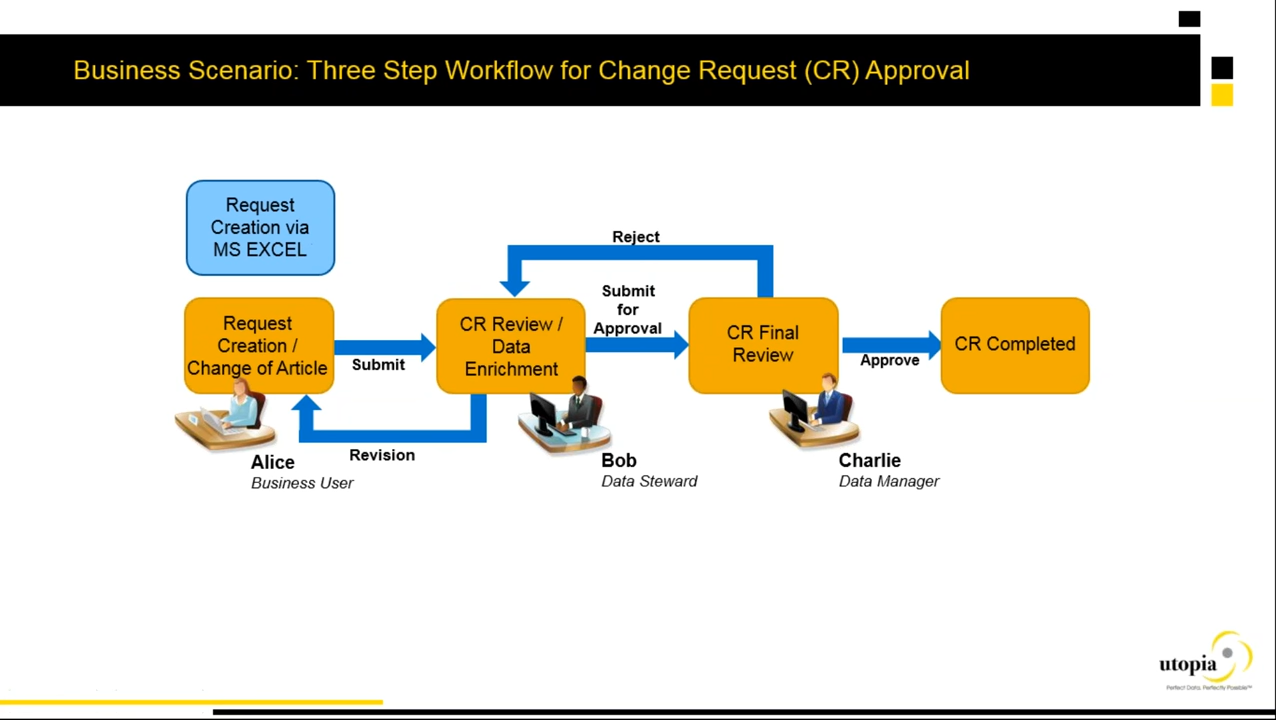 Business Scenario: Three Step Workflow for Change Request (CR) Approval
Request
Creation via
MS EXCEL
Reject
Submit
for
Approval
Request
Creation /
Change of Article
Submit
CR Review /
Data
Enrichment
CR Final
Review
Approve
CR Completed
Revision
Alice
Business User
Bob
Data Steward
Charlie
Data Manager
utopia
Perfect Data. Perfectly Possible™